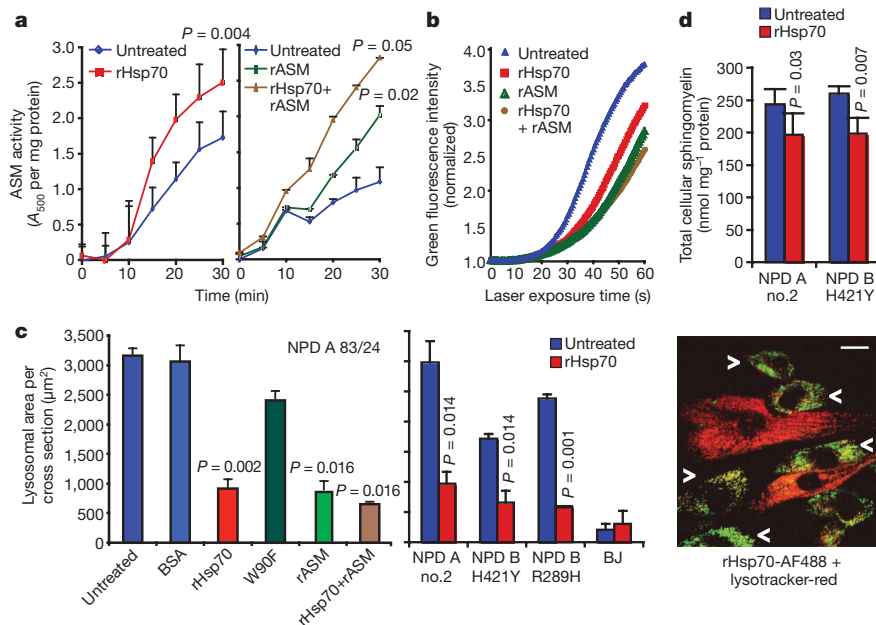 a
P = 0.004
Untreated
rHsp70
Untreated
P = 0.05
rASM
rHsp70+
rASM
P = 0.02
ASM activity
(A500 per mg protein)
3.0
2.5
2.0
1.5
1.0
0.5
0
0 10 20 30
0 10 20 30
Time (min)
b
Untreated
rHsp70
rASM
rHsp70
+ rASM
Green fluorescence intensity
(normalized)
4.0
3.5
3.0
2.5
2.0
1.5
1.0
0 10 20 30 40 50 60
Laser exposure time (s)
d
Untreated
rHsp70
P = 0.03
P = 0.007
Total cellular sphingomyelin
(nmol mg⁻¹ protein)
300
250
200
150
100
50
0
NPD A
no.2
NPD B
H421Y
c
NPD A 83/24
Lysosomal area per
cross section (µm²)
3,500
3,000
2,500
2,000
1,500
1,000
500
0
P = 0.002
P = 0.016
P = 0.016
Untreated
BSA
rHsp70
W90F
rASM
rHsp70+rASM
Untreated
rHsp70
P = 0.014
P = 0.014
P = 0.001
NPD A
no.2
NPD B
H421Y
NPD B
R289H
BJ
rHsp70-AF488 +
lysotracker-red